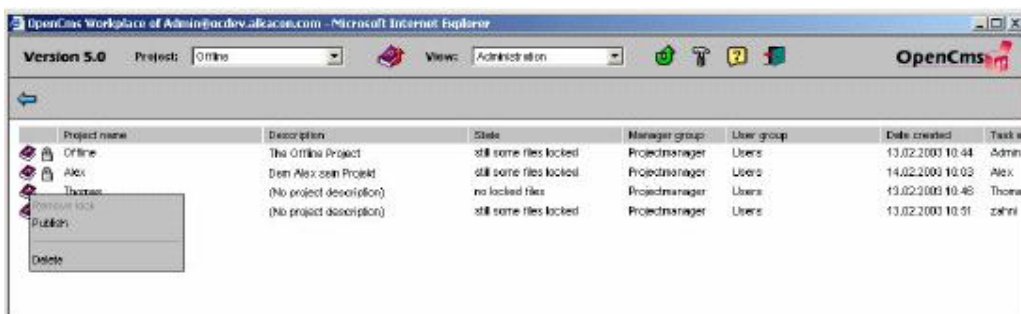 OpenCms Workplace of Admin@ocdev.alkacon.com - Microsoft Internet Explorer
Version 5.0 Project: Offline View: Administration OpenCms
Project name Description State Manager group User group Date created Task
Offline The Offline Project still some files locked Projectmanager Users 13.02.2003 10:44 Admin
Alex Dem Alex sein Projekt still some files locked Projectmanager Users 14.02.2003 10:03 Alex
Thomas (No project description) no locked files Projectmanager Users 13.02.2003 10:46 Thoma
Remove lock
(No project description) still some files locked Projectmanager Users 13.02.2003 10:51 zahni
Publish
Delete